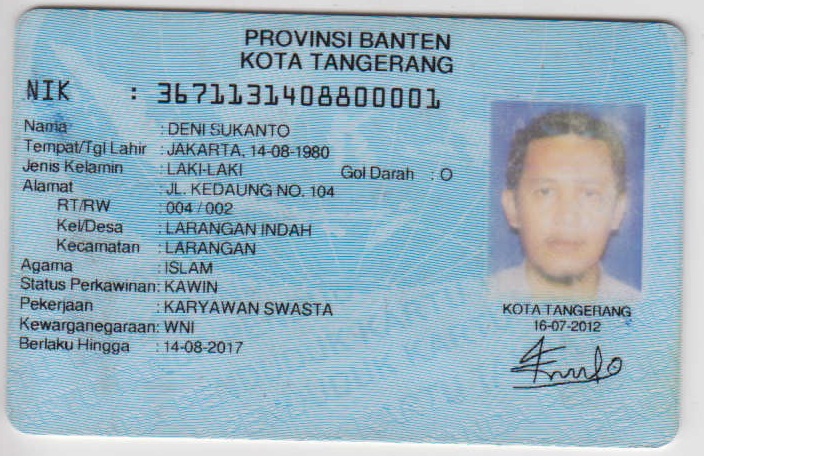 PROVINSI BANTEN
KOTA TANGERANG
NIK : 3671131408800001
Nama : DENI SUKANTO
Tempat/Tgl Lahir : JAKARTA, 14-08-1980
Jenis Kelamin : LAKI-LAKI Gol Darah : O
Alamat : JL. KEDAUNG NO. 104
RT/RW : 004 / 002
Kel/Desa : LARANGAN INDAH
Kecamatan : LARANGAN
Agama : ISLAM
Status Perkawinan: KAWIN
Pekerjaan : KARYAWAN SWASTA
Kewarganegaraan: WNI
Berlaku Hingga : 14-08-2017
KOTA TANGERANG
16-07-2012